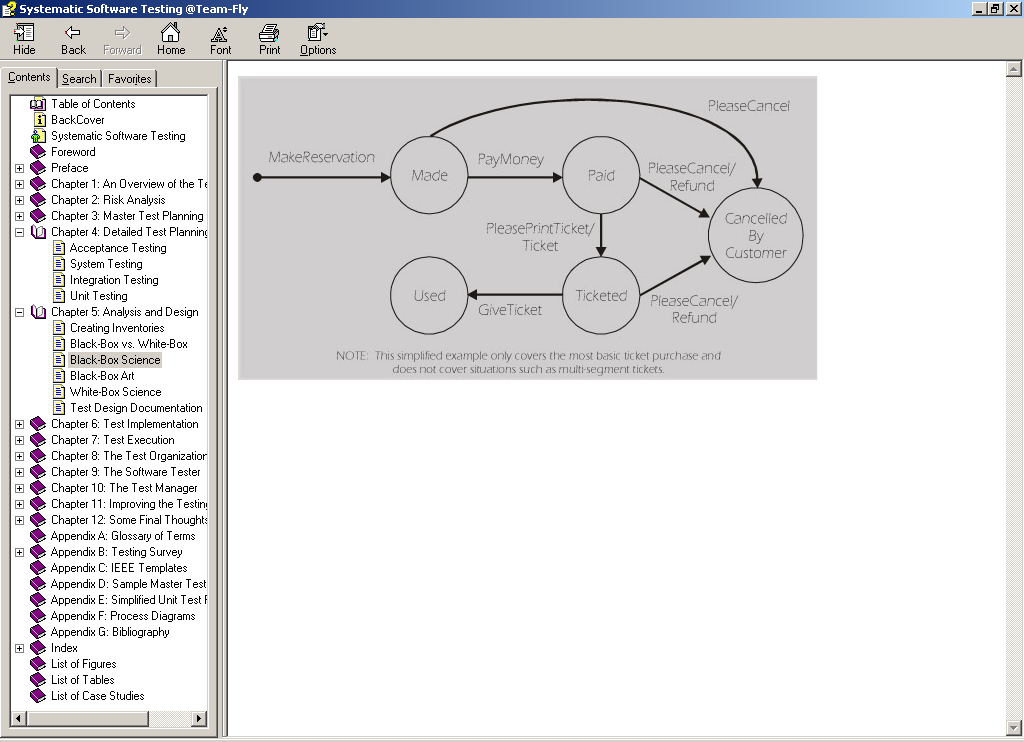 Systematic Software Testing @Team-Fly
Hide Back Forward Home Font Print Options
Contents Search Favorites
Table of Contents
BackCover
Systematic Software Testing
Foreword
Preface
Chapter 1: An Overview of the Te
Chapter 2: Risk Analysis
Chapter 3: Master Test Planning
Chapter 4: Detailed Test Planning
Acceptance Testing
System Testing
Integration Testing
Unit Testing
Chapter 5: Analysis and Design
Creating Inventories
Black-Box vs. White-Box
Black-Box Science
Black-Box Art
White-Box Science
Test Design Documentation
Chapter 6: Test Implementation
Chapter 7: Test Execution
Chapter 8: The Test Organization
Chapter 9: The Software Tester
Chapter 10: The Test Manager
Chapter 11: Improving the Testing
Chapter 12: Some Final Thoughts
Appendix A: Glossary of Terms
Appendix B: Testing Survey
Appendix C: IEEE Templates
Appendix D: Sample Master Test
Appendix E: Simplified Unit Test F
Appendix F: Process Diagrams
Appendix G: Bibliography
Index
List of Figures
List of Tables
List of Case Studies
PleaseCancel
MakeReservation
Made
PayMoney
Paid
PleaseCancel/
Refund
Cancelled
By
Customer
PleasePrintTicket/
Ticket
Used
GiveTicket
Ticketed
PleaseCancel/
Refund
NOTE: This simplified example only covers the most basic ticket purchase and
does not cover situations such as multi-segment tickets.